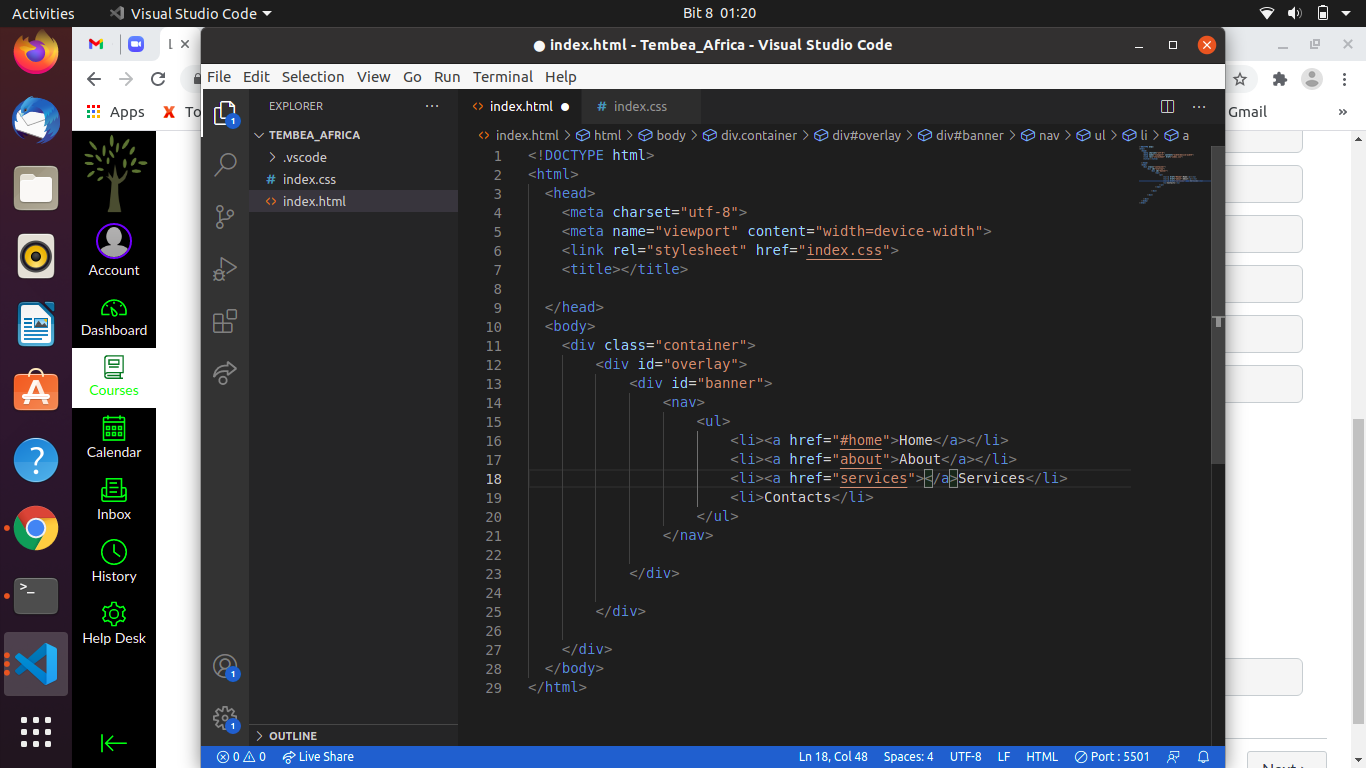 Activities
Visual Studio Code
Bit 8 01:20
● index.html - Tembea_Africa - Visual Studio Code
File Edit Selection View Go Run Terminal Help
Apps
Gmail
»
Account
Dashboard
Courses
Calendar
Inbox
History
Help Desk
EXPLORER
TEMBEA_AFRICA
.vscode
# index.css
<> index.html
OUTLINE
<> index.html ●
# index.css
<> index.html > html > body > div.container > div#overlay > div#banner > nav > ul > li > a
1 <!DOCTYPE html>
2 <html>
3 <head>
4 <meta charset="utf-8">
5 <meta name="viewport" content="width=device-width">
6 <link rel="stylesheet" href="index.css">
7 <title></title>
8
9 </head>
10 <body>
11 <div class="container">
12 <div id="overlay">
13 <div id="banner">
14 <nav>
15 <ul>
16 <li><a href="#home">Home</a></li>
17 <li><a href="about">About</a></li>
18 <li><a href="services"></a>Services</li>
19 <li>Contacts</li>
20 </ul>
21 </nav>
22
23 </div>
24
25 </div>
26
27 </div>
28 </body>
29 </html>
0 0 Live Share
Ln 18, Col 48 Spaces: 4 UTF-8 LF HTML Port : 5501